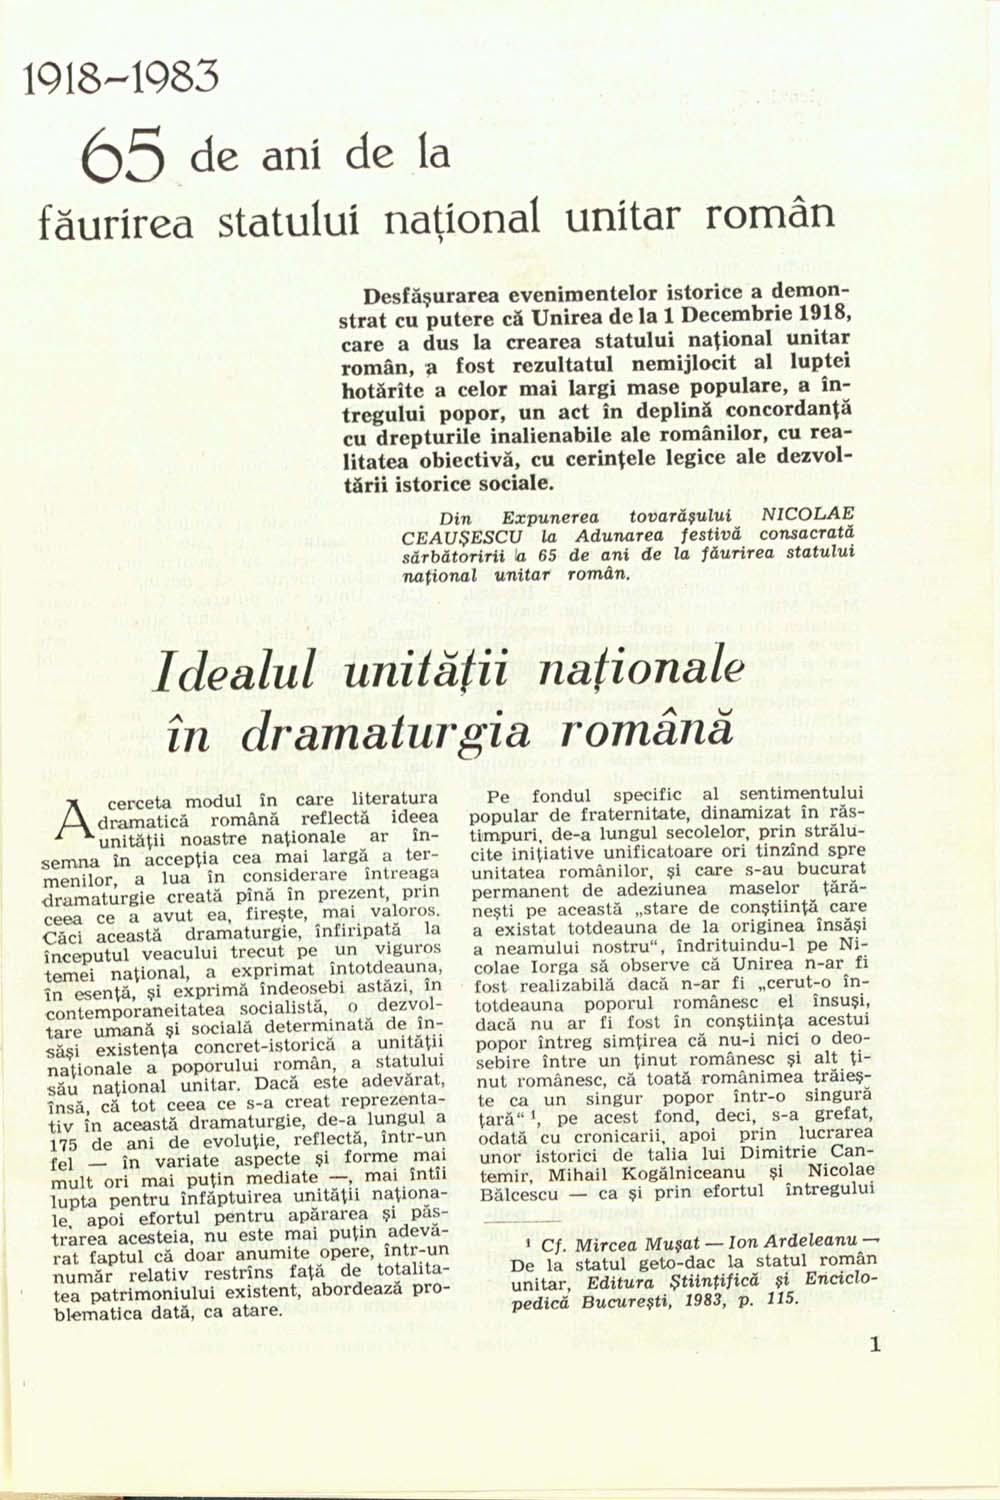 1918–1983
65 de ani de la
făurirea statului național unitar român
Desfășurarea evenimentelor istorice a demon-
strat cu putere că Unirea de la 1 Decembrie 1918,
care a dus la crearea statului național unitar
român, a fost rezultatul nemijlocit al luptei
hotărîte a celor mai largi mase populare, a în-
tregului popor, un act în deplină concordanță
cu drepturile inalienabile ale românilor, cu rea-
litatea obiectivă, cu cerințele legice ale dezvol-
tării istorice sociale.
Din Expunerea tovarășului NICOLAE
CEAUȘESCU la Adunarea festivă consacrată
sărbătoririi a 65 de ani de la făurirea statului
național unitar român.
Idealul unității naționale
în dramaturgia română
A cerceta modul în care literatura
dramatică română reflectă ideea
unității noastre naționale ar în-
semna în accepția cea mai largă a ter-
menilor, a lua în considerare întreaga
dramaturgie creată pînă în prezent, prin
ceea ce a avut ea, firește, mai valoros.
Căci această dramaturgie, înfiripată la
începutul veacului trecut pe un viguros
temei național, a exprimat întotdeauna,
în esență, și exprimă îndeosebi astăzi, în
contemporaneitatea socialistă, o dezvol-
tare umană și socială determinată de în-
săși existența concret-istorică a unității
naționale a poporului român, a statului
său național unitar. Dacă este adevărat,
însă, că tot ceea ce s-a creat reprezenta-
tiv în această dramaturgie, de-a lungul a
175 de ani de evoluție, reflectă, într-un
fel — în variate aspecte și forme mai
mult ori mai puțin mediate —, mai întîi
lupta pentru înfăptuirea unității naționa-
le, apoi efortul pentru apărarea și păs-
trarea acesteia, nu este mai puțin adevă-
rat faptul că doar anumite opere, într-un
număr relativ restrîns față de totalita-
tea patrimoniului existent, abordează pro-
blematica dată, ca atare.
Pe fondul specific al sentimentului
popular de fraternitate, dinamizat în răs-
timpuri, de-a lungul secolelor, prin strălu-
cite inițiative unificatoare ori tinzînd spre
unitatea românilor, și care s-au bucurat
permanent de adeziunea maselor țără-
nești pe această „stare de conștiință care
a existat totdeauna de la originea însăși
a neamului nostru“, îndrituindu-l pe Ni-
colae Iorga să observe că Unirea n-ar fi
fost realizabilă dacă n-ar fi „cerut-o în-
totdeauna poporul românesc el însuși,
dacă nu ar fi fost în conștiința acestui
popor întreg simțirea că nu-i nici o deo-
sebire între un ținut românesc și alt ți-
nut românesc, că toată românimea trăieș-
te ca un singur popor într-o singură
țară“ ¹, pe acest fond, deci, s-a grefat,
odată cu cronicarii, apoi prin lucrarea
unor istorici de talia lui Dimitrie Can-
temir, Mihail Kogălniceanu și Nicolae
Bălcescu — ca și prin efortul întregului
¹ Cf. Mircea Mușat — Ion Ardeleanu —
De la statul geto-dac la statul român
unitar, Editura Științifică și Enciclo-
pedică București, 1983, p. 115.
1